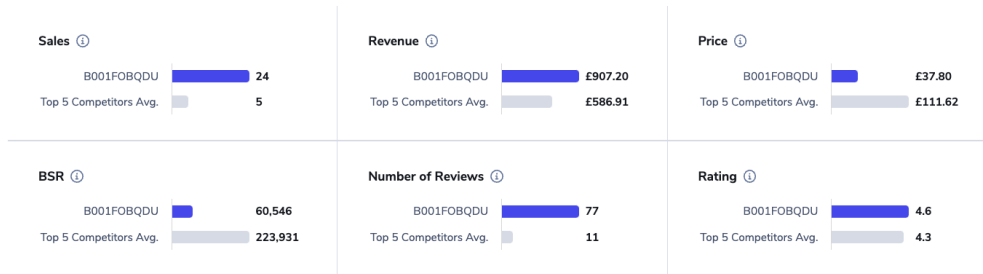 Sales
B001FOBQDU 24
Top 5 Competitors Avg. 5
Revenue
B001FOBQDU £907.20
Top 5 Competitors Avg. £586.91
Price
B001FOBQDU £37.80
Top 5 Competitors Avg. £111.62
BSR
B001FOBQDU 60,546
Top 5 Competitors Avg. 223,931
Number of Reviews
B001FOBQDU 77
Top 5 Competitors Avg. 11
Rating
B001FOBQDU 4.6
Top 5 Competitors Avg. 4.3